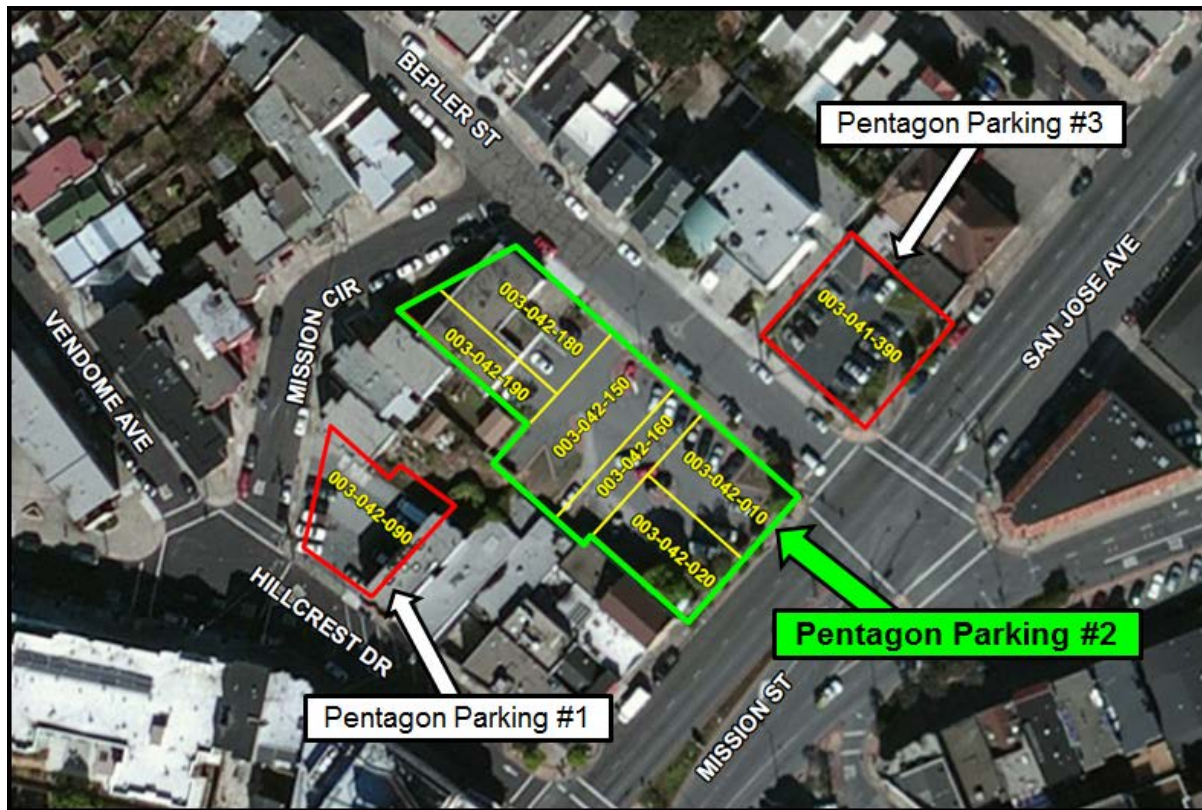 BEPLER ST
Pentagon Parking #3
SAN JOSE AVE
MISSION CIR
VENDOME AVE
003-042-180
003-042-190
003-041-390
003-042-150
003-042-160
003-042-010
003-042-020
003-042-090
HILLCREST DR
Pentagon Parking #2
Pentagon Parking #1
MISSION ST